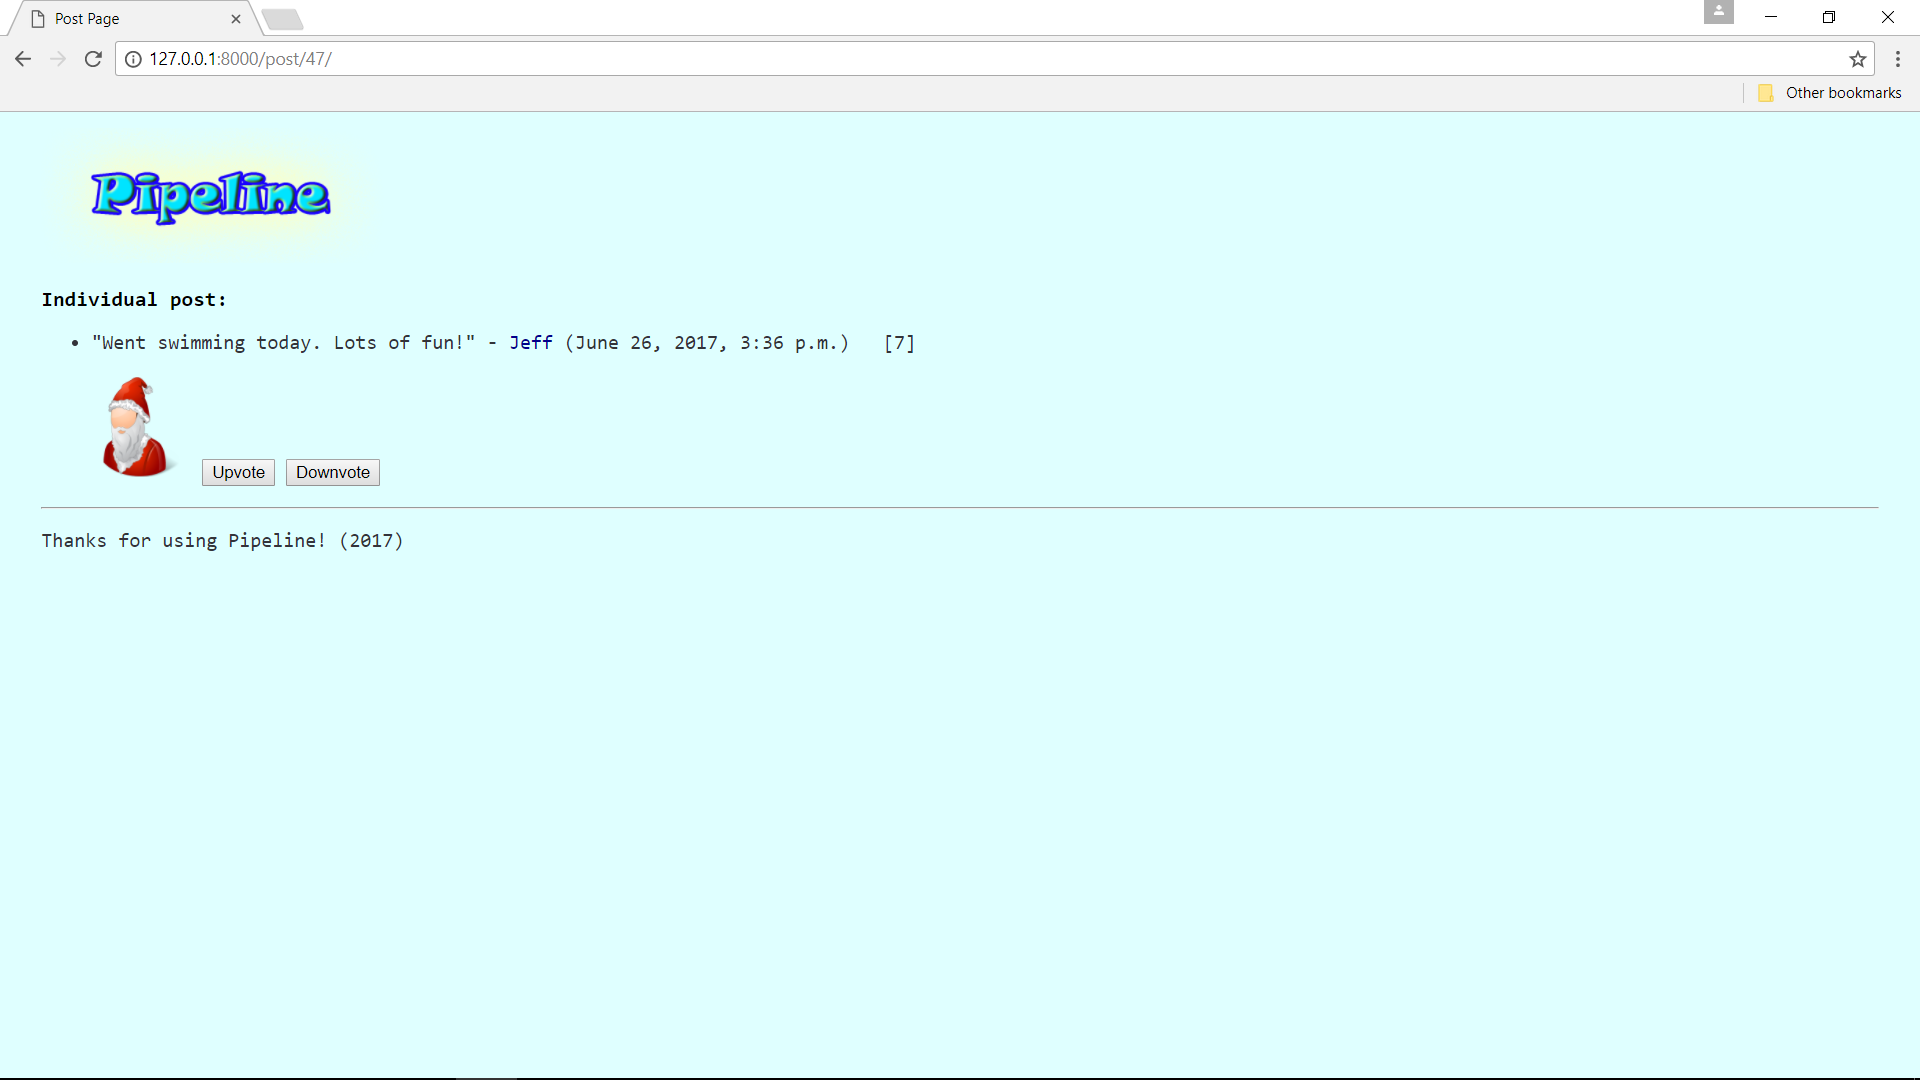 Post Page
127.0.0.1:8000/post/47/
Other bookmarks
Pipeline
Individual post:
• "Went swimming today. Lots of fun!" - Jeff (June 26, 2017, 3:36 p.m.) [7]
Upvote Downvote
Thanks for using Pipeline! (2017)